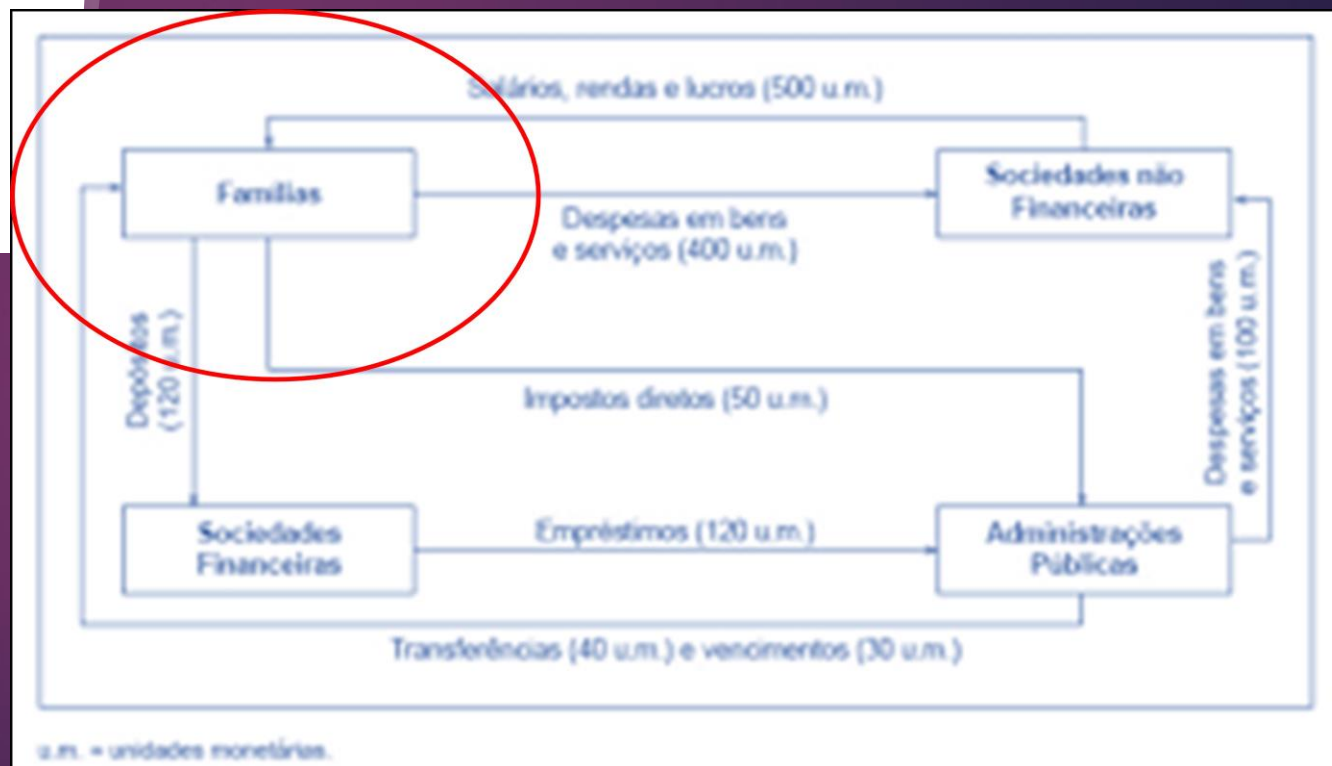 Salários, rendas e lucros (500 u.m.)
Famílias
Sociedades não
Financeiras
Despesas em bens
e serviços (400 u.m.)
Depósitos
(120 u.m.)
Despesas em bens
e serviços (100 u.m.)
Impostos diretos (50 u.m.)
Sociedades
Financeiras
Empréstimos (120 u.m.)
Administrações
Públicas
Transferências (40 u.m.) e vencimentos (30 u.m.)
u.m. = unidades monetárias.